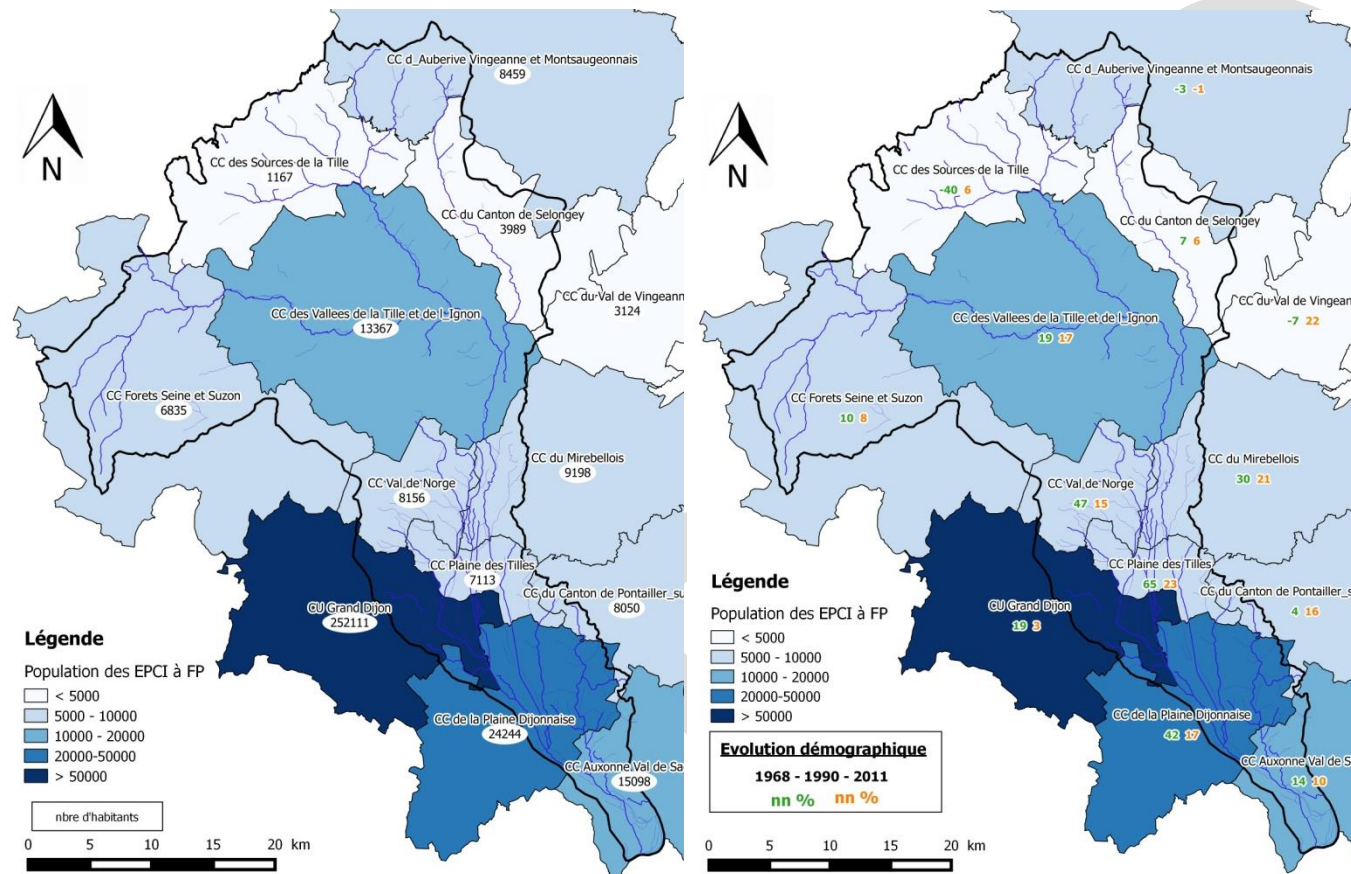 CC d_Auberive Vingeanne et Montsaugeonnais
8459
N
CC des Sources de la Tille
1167
CC du Canton de Selongey
3989
CC du Val de Vingeann
3124
CC des Vallees de la Tille et de l_Ignon
13367
CC Forets Seine et Suzon
6835
CC du Mirebellois
9198
CC Val de Norge
8156
CC Plaine des Tilles
7113
CC du Canton de Pontailler_su
8050
CU Grand Dijon
252111
CC de la Plaine Dijonnaise
24244
CC Auxonne Val de Sa
15098
Légende
Population des EPCI à FP
< 5000
5000 - 10000
10000 - 20000
20000-50000
> 50000
nbre d'habitants
0 5 10 15 20 km
CC d_Auberive Vingeanne et Montsaugeonnais
-3 -1
N
CC des Sources de la Tille
-40 6
CC du Canton de Selongey
7 6
CC du Val de Vingean
-7 22
CC des Vallees de la Tille et de l_Ignon
19 17
CC Forets Seine et Suzon
10 8
CC du Mirebellois
30 21
CC Val de Norge
47 15
CC Plaine des Tilles
65 23
CC du Canton de Pontailler_s
4 16
CU Grand Dijon
19 3
CC de la Plaine Dijonnaise
42 17
CC Auxonne Val de S
14 10
Légende
Population des EPCI à FP
< 5000
5000 - 10000
10000 - 20000
20000-50000
> 50000
Evolution démographique
1968 - 1990 - 2011
nn % nn %
0 5 10 15 20 km